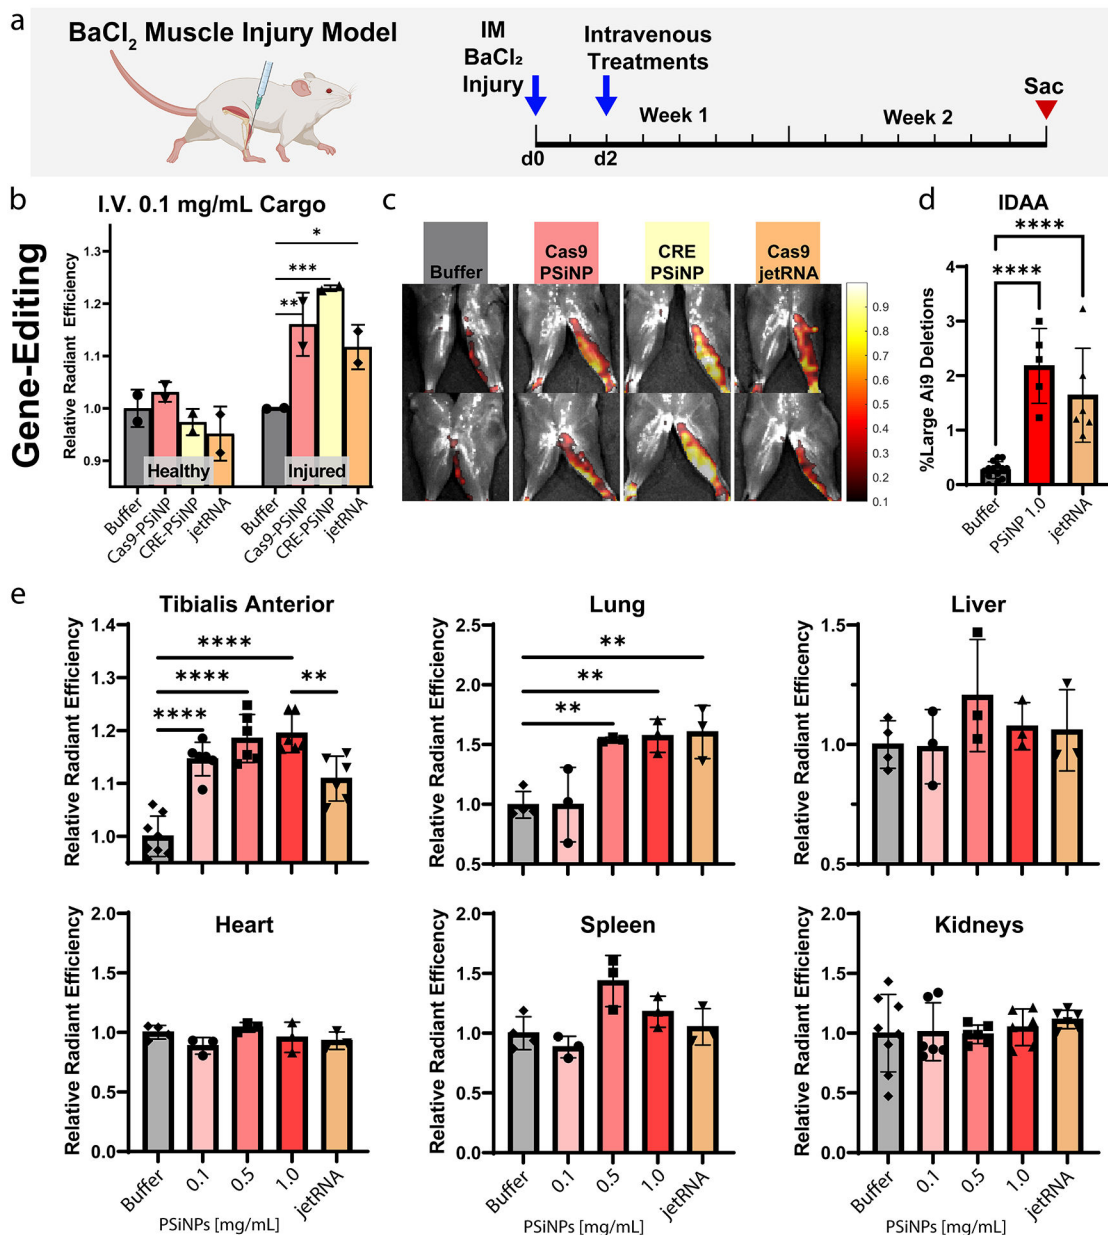 a
BaCl₂ Muscle Injury Model
IM
BaCl₂
Injury
Intravenous
Treatments
Week 1
Week 2
Sac
d0
d2
Gene-Editing
b
I.V. 0.1 mg/mL Cargo
Relative Radiant Efficiency
1.3
1.2
1.1
1.0
0.9
*
***
**
Healthy
Injured
Buffer
Cas9-PSiNP
CRE-PSiNP
jetRNA
Buffer
Cas9-PSiNP
CRE-PSiNP
jetRNA
c
Buffer
Cas9
PSiNP
CRE
PSiNP
Cas9
jetRNA
0.9
0.8
0.7
0.6
0.5
0.4
0.3
0.2
0.1
d
IDAA
%Large Ai9 Deletions
****
****
4
3
2
1
0
Buffer
PSiNP 1.0
jetRNA
e
Tibialis Anterior
Relative Radiant Efficiency
1.4
1.3
1.2
1.1
1.0
****
****
****
**
Lung
Relative Radiant Efficiency
2.5
2.0
1.5
1.0
0.5
**
**
**
Liver
Relative Radiant Efficiency
1.5
1.0
0.5
Heart
Relative Radiant Efficiency
2.0
1.5
1.0
0.5
0.0
Buffer
0.1
0.5
1.0
jetRNA
PSiNPs [mg/mL]
Spleen
Relative Radiant Efficiency
2.0
1.5
1.0
0.5
0.0
Buffer
0.1
0.5
1.0
jetRNA
PSiNPs [mg/mL]
Kidneys
Relative Radiant Efficiency
2.0
1.5
1.0
0.5
0.0
Buffer
0.1
0.5
1.0
jetRNA
PSiNPs [mg/mL]